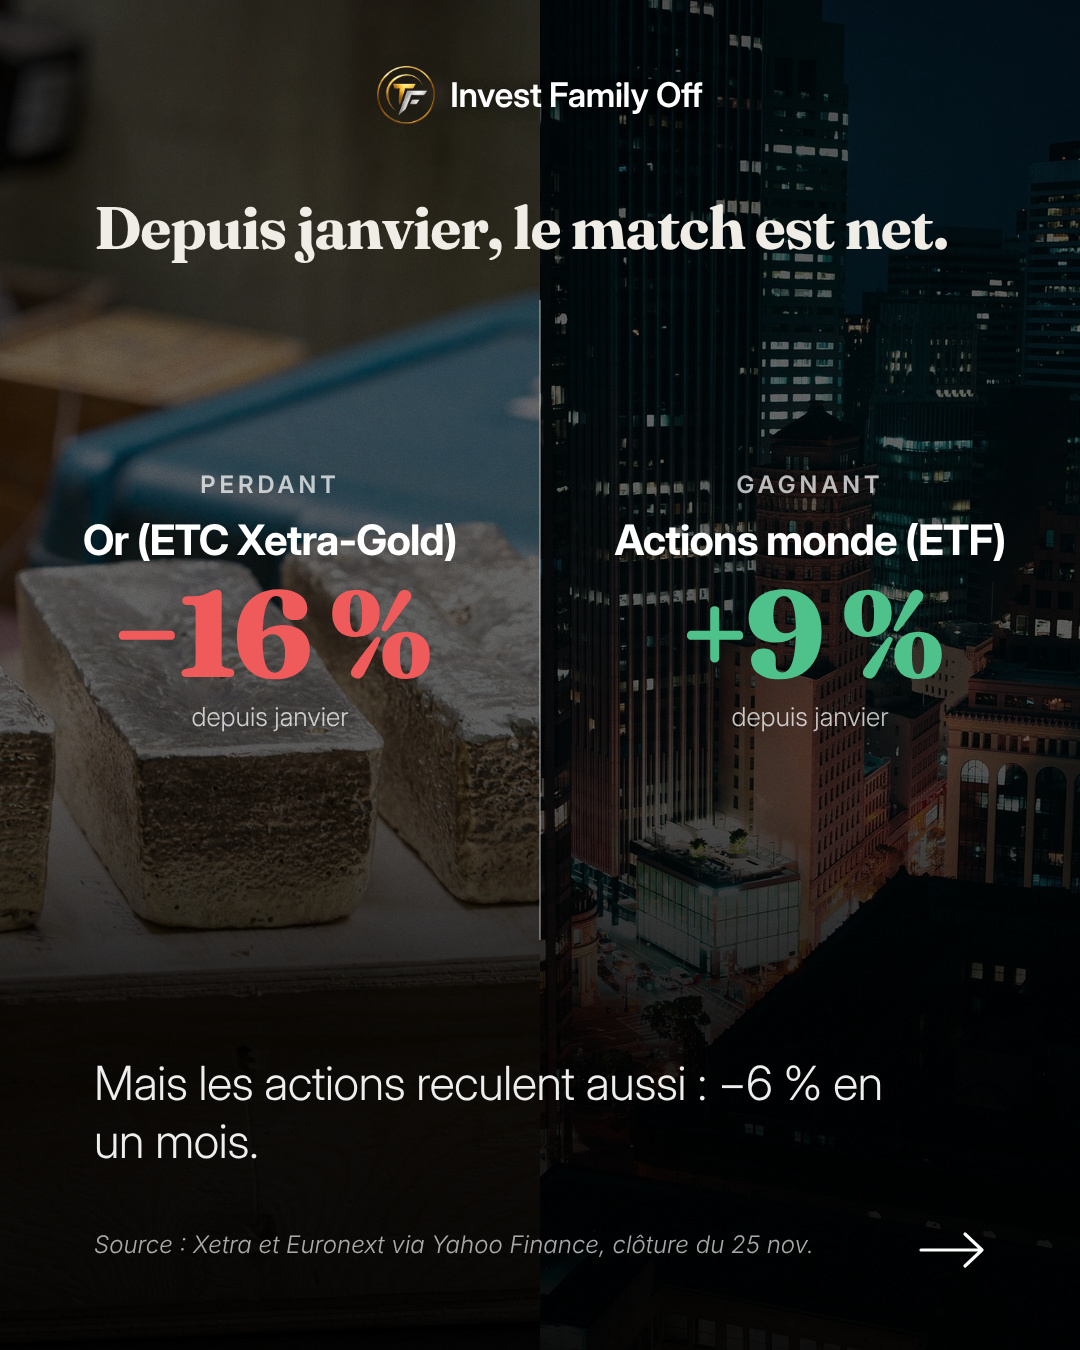 Invest Family Off
Depuis janvier, le match est net.
PERDANT
Or (ETC Xetra-Gold)
−16 %
depuis janvier
GAGNANT
Actions monde (ETF)
+9 %
depuis janvier
Mais les actions reculent aussi : −6 % en
un mois.
Source : Xetra et Euronext via Yahoo Finance, clôture du 25 nov.